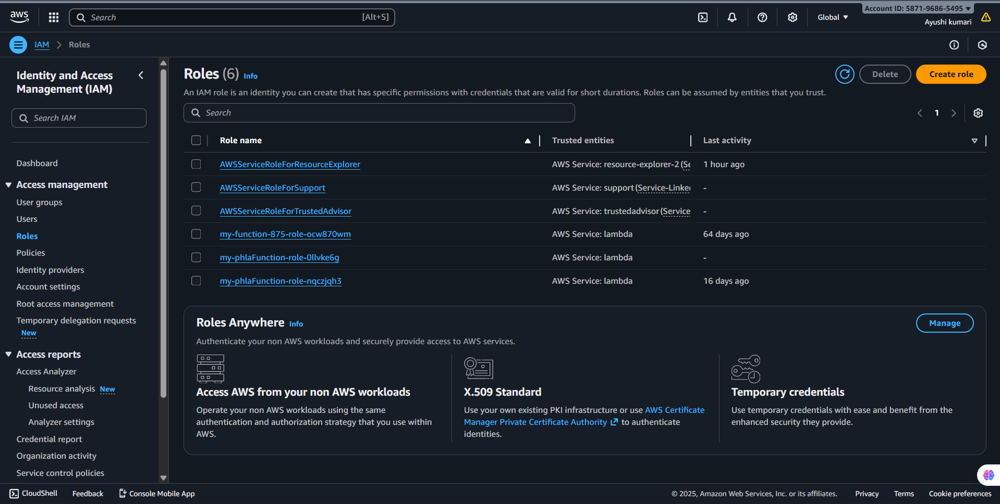 aws
Search
[Alt+S]
Global
Account ID: 5871-9686-5495
Ayushi kumari
IAM
Roles
Identity and Access
Management (IAM)
Search IAM
Dashboard
Access management
User groups
Users
Roles
Policies
Identity providers
Account settings
Root access management
Temporary delegation requests
New
Access reports
Access Analyzer
Resource analysis New
Unused access
Analyzer settings
Credential report
Organization activity
Service control policies
Roles (6) Info
Delete
Create role
An IAM role is an identity you can create that has specific permissions with credentials that are valid for short durations. Roles can be assumed by entities that you trust.
Search
1
Role name Trusted entities Last activity
AWSServiceRoleForResourceExplorer AWS Service: resource-explorer-2 (Se 1 hour ago
AWSServiceRoleForSupport AWS Service: support (Service-Linke -
AWSServiceRoleForTrustedAdvisor AWS Service: trustedadvisor (Service -
my-function-875-role-ocw870wm AWS Service: lambda 64 days ago
my-phlaFunction-role-0llvke6g AWS Service: lambda -
my-phlaFunction-role-nqczjqh3 AWS Service: lambda 16 days ago
Roles Anywhere Info
Manage
Authenticate your non AWS workloads and securely provide access to AWS services.
Access AWS from your non AWS workloads
Operate your non AWS workloads using the same
authentication and authorization strategy that you use within
AWS.
X.509 Standard
Use your own existing PKI infrastructure or use AWS Certificate
Manager Private Certificate Authority to authenticate
identities.
Temporary credentials
Use temporary credentials with ease and benefit from the
enhanced security they provide.
CloudShell Feedback Console Mobile App © 2025, Amazon Web Services, Inc. or its affiliates. Privacy Terms Cookie preferences